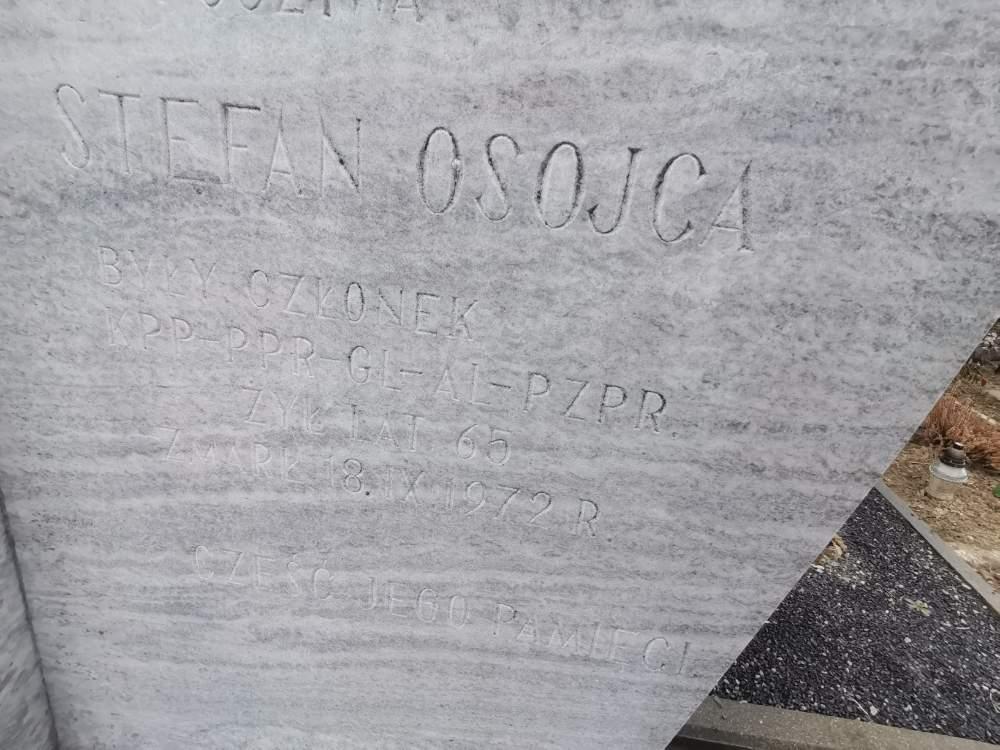 STEFAN OSOJCA
BYŁY CZŁONEK
KPP-PPR-GL-AL-PZPR.
ŻYŁ LAT 65
ZMARŁ 18.IX 1972 R.
CZEŚĆ JEGO PAMIĘCI.